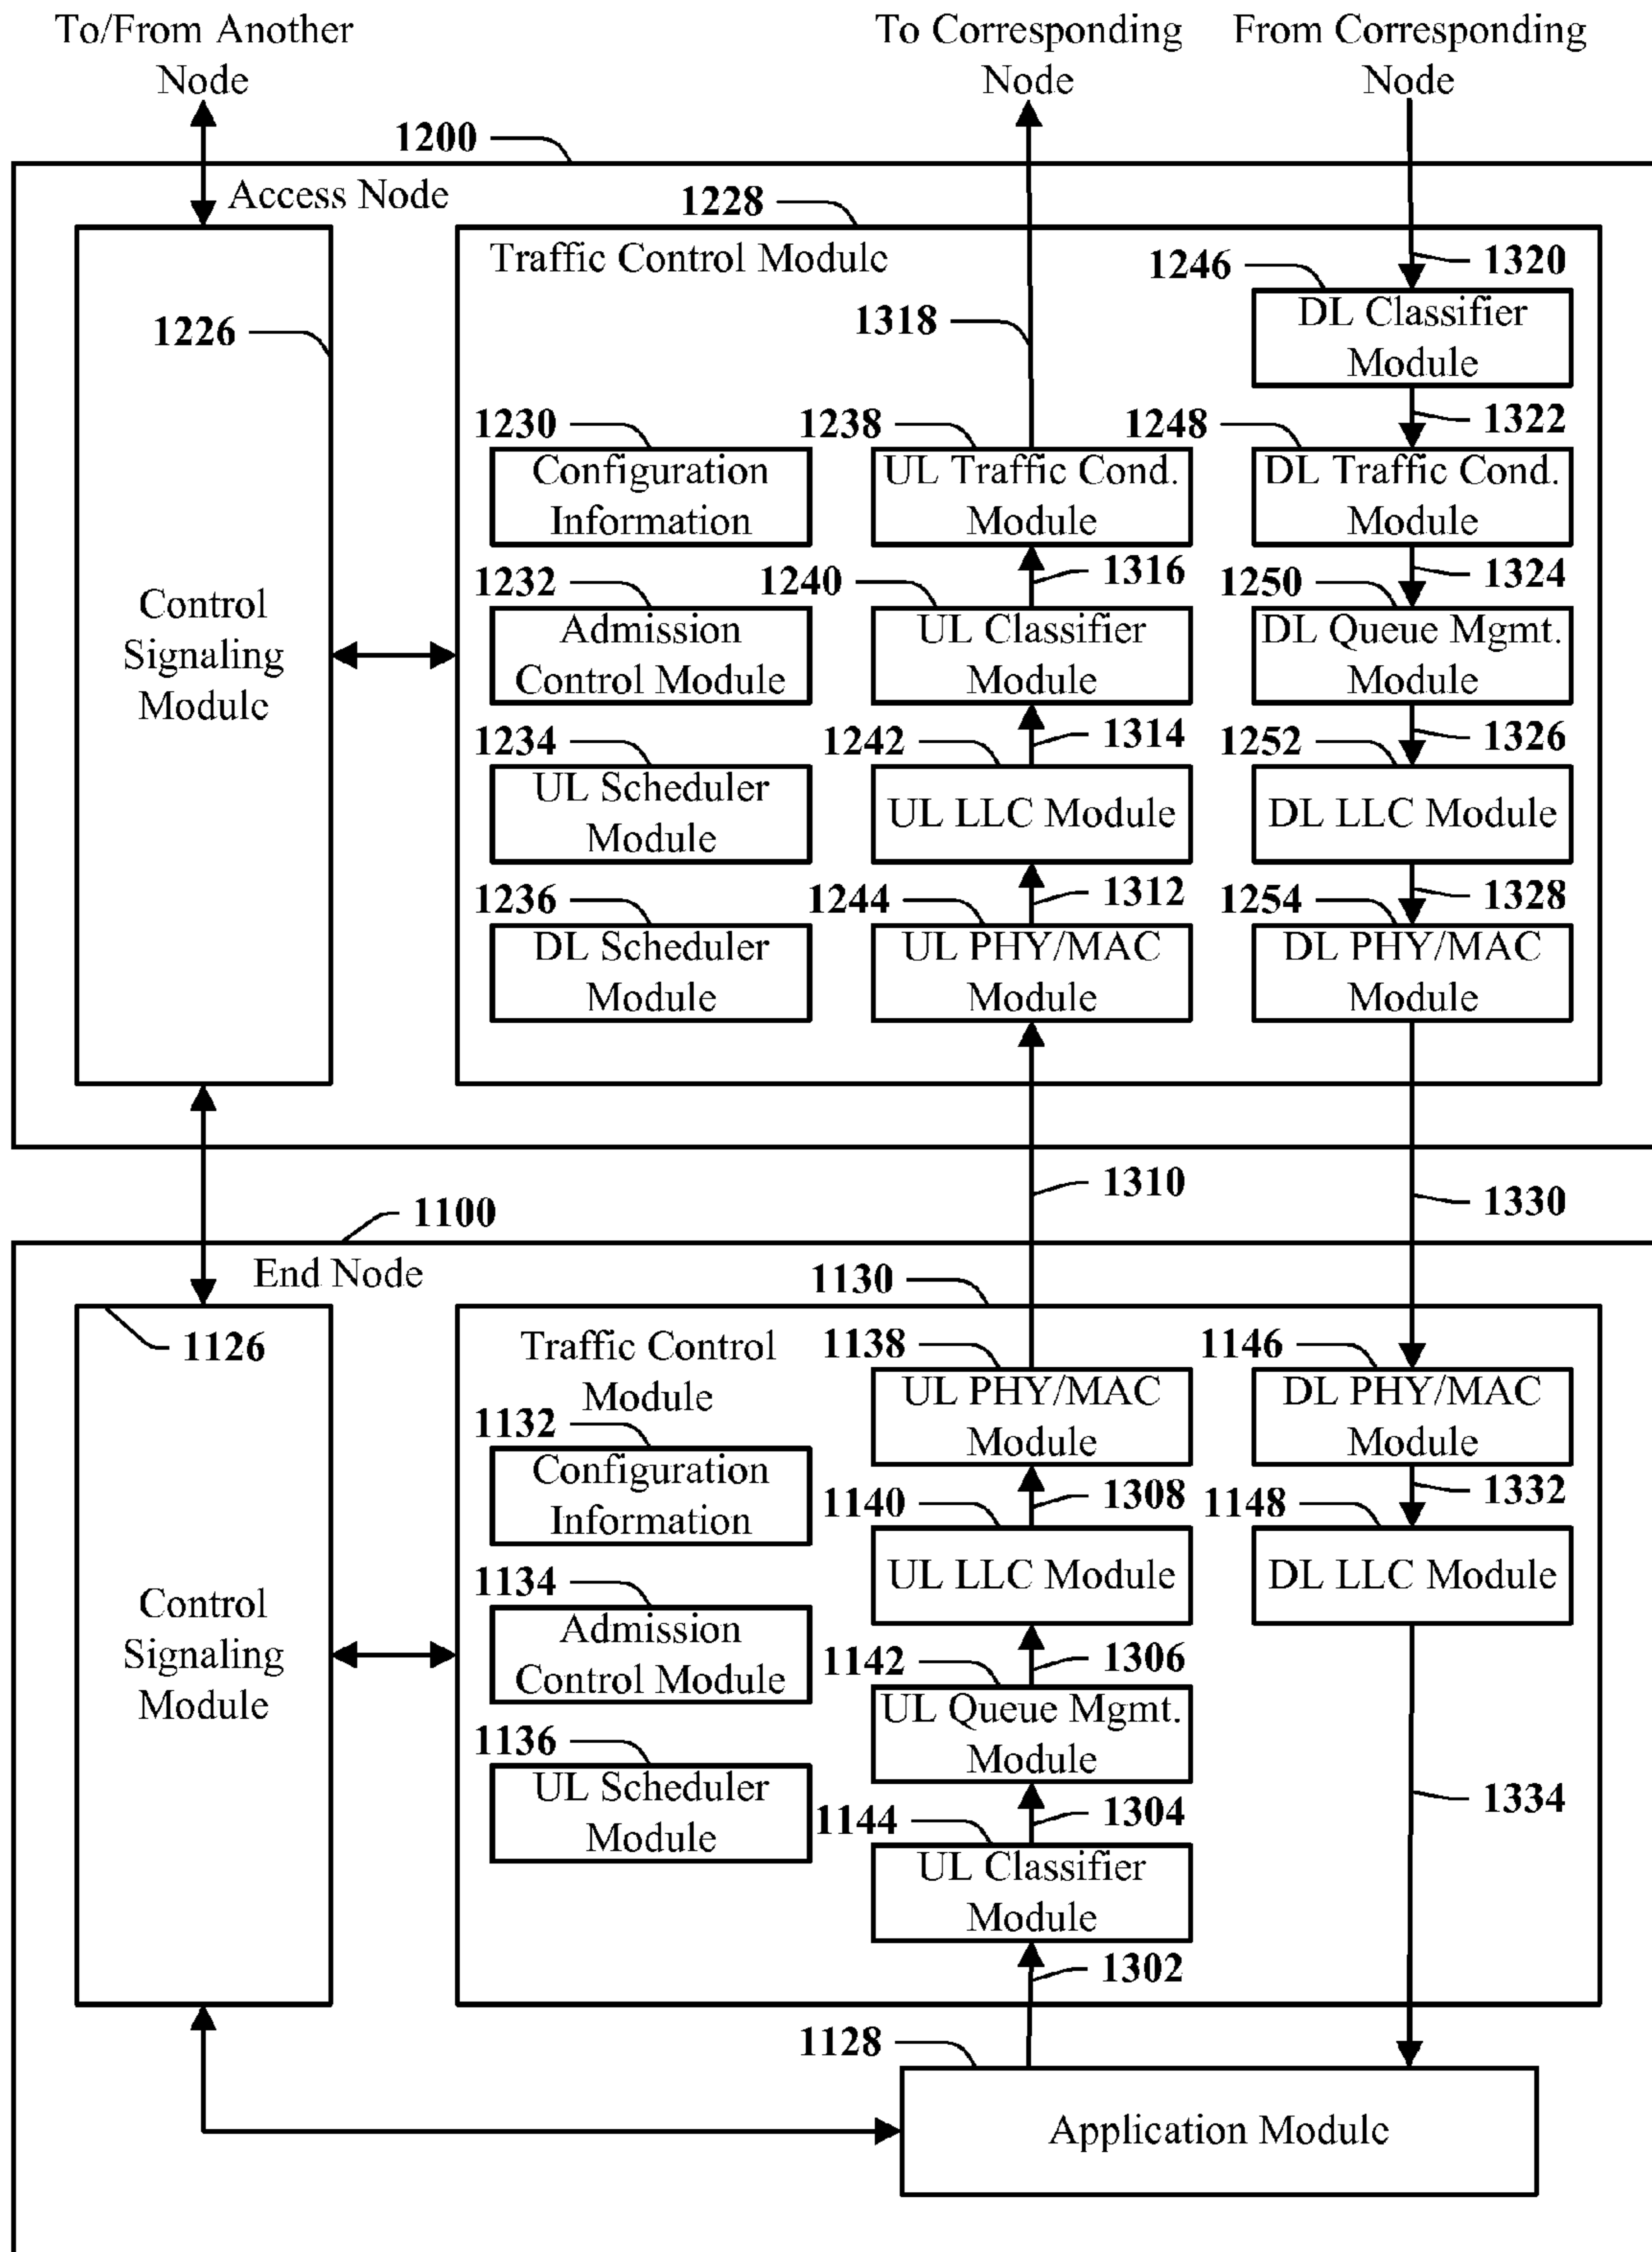 To/From Another
Node
To Corresponding
Node
From Corresponding
Node
1200
Access Node
1228
Traffic Control Module
1226
Control
Signaling
Module
1318
1246
1320
DL Classifier
Module
1322
1230
Configuration
Information
1238
UL Traffic Cond.
Module
1248
DL Traffic Cond.
Module
1316
1324
1232
Admission
Control Module
1240
UL Classifier
Module
1250
DL Queue Mgmt.
Module
1314
1326
1234
UL Scheduler
Module
1242
UL LLC Module
1252
DL LLC Module
1312
1328
1236
DL Scheduler
Module
1244
UL PHY/MAC
Module
1254
DL PHY/MAC
Module
1310
1330
1100
End Node
1130
1126
Control
Signaling
Module
Traffic Control
Module
1132
Configuration
Information
1138
UL PHY/MAC
Module
1146
DL PHY/MAC
Module
1308
1332
1134
Admission
Control Module
1140
UL LLC Module
1148
DL LLC Module
1306
1136
UL Scheduler
Module
1142
UL Queue Mgmt.
Module
1304
1334
1144
UL Classifier
Module
1302
1128
Application Module